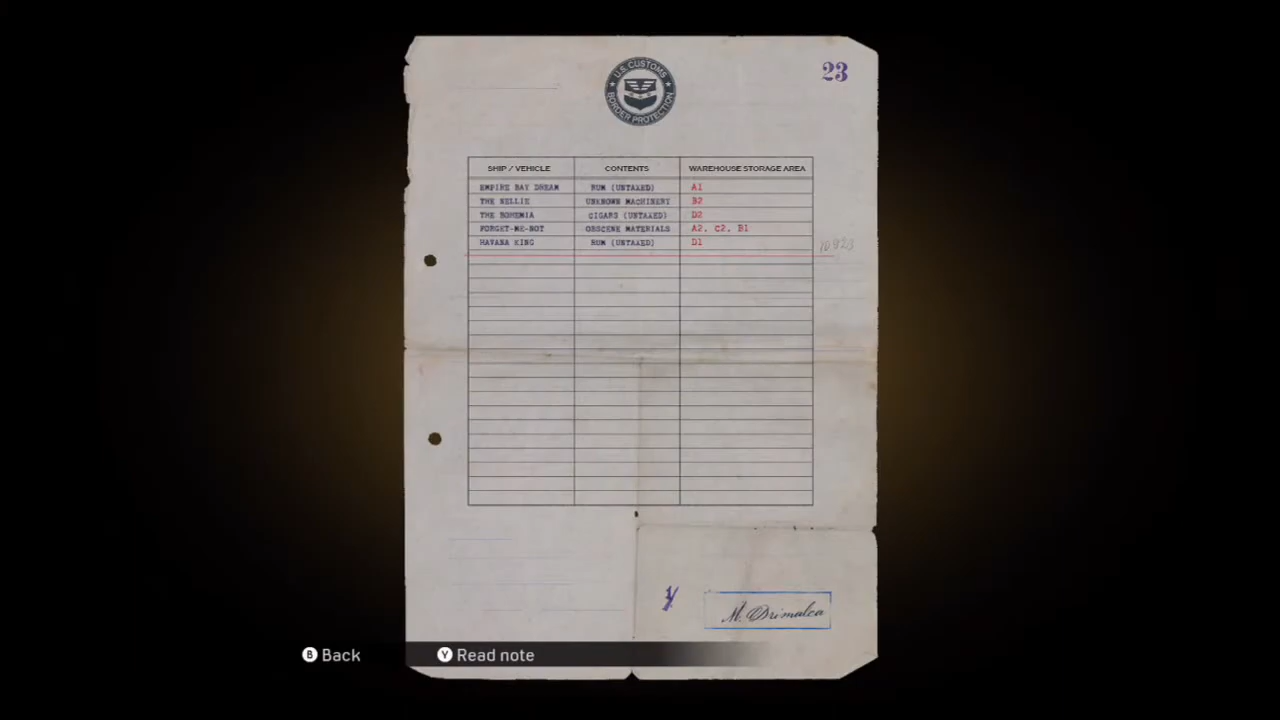 23
U.S. CUSTOMS
BORDER PROTECTION
SHIP / VEHICLE CONTENTS WAREHOUSE STORAGE AREA
EMPIRE BAY DREAM RUM (UNTAXED) A1
THE NELLIE UNKNOWN MACHINERY B2
THE BOHEMIA CIGARS (UNTAXED) D2
FORGET-ME-NOT OBSCENE MATERIALS A2, C2, B1
HAVANA KING RUM (UNTAXED) D1
M. Drimalca
B Back Y Read note